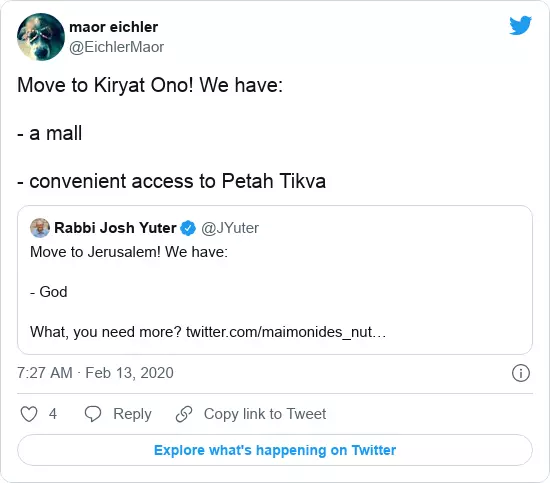 maor eichler
@EichlerMaor
Move to Kiryat Ono! We have:
- a mall
- convenient access to Petah Tikva
Rabbi Josh Yuter @JYuter
Move to Jerusalem! We have:
- God
What, you need more? twitter.com/maimonides_nut…
7:27 AM · Feb 13, 2020
4 Reply Copy link to Tweet
Explore what's happening on Twitter